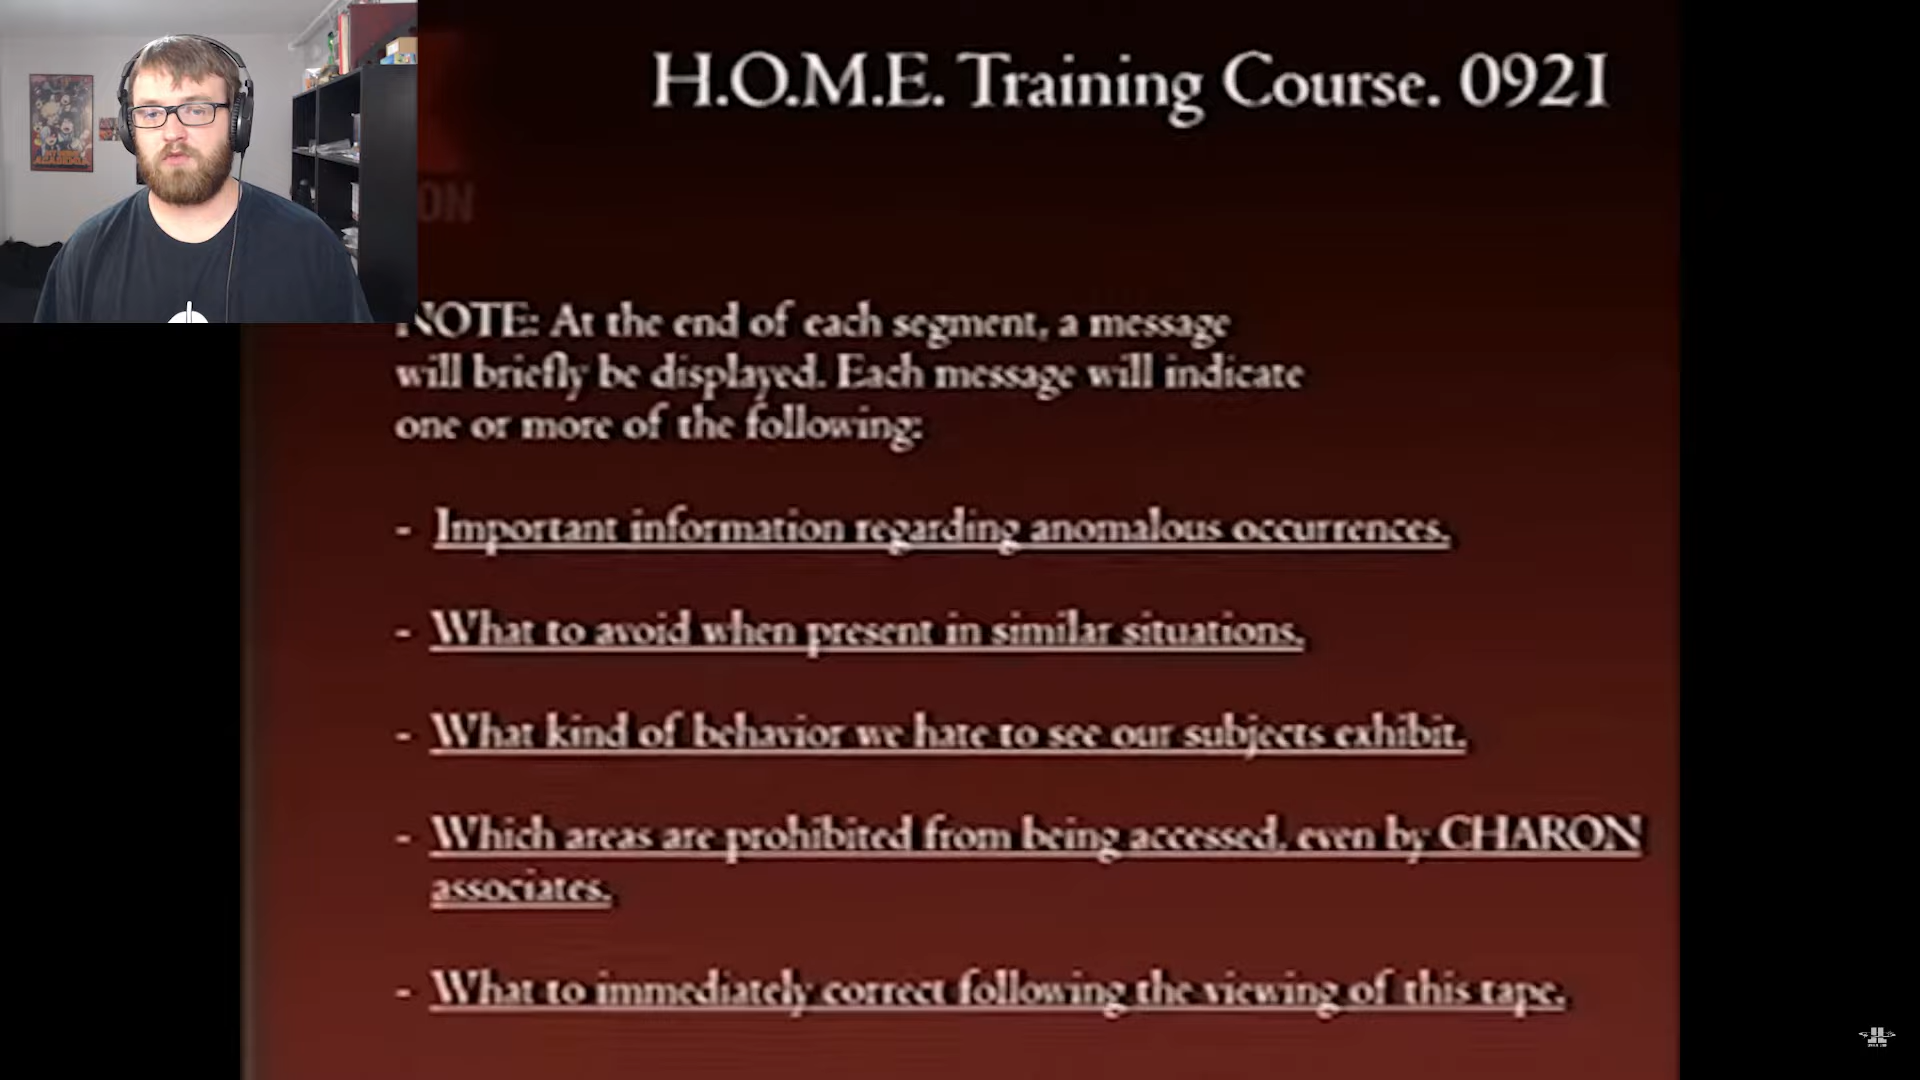 H.O.M.E. Training Course. 0921
ON
NOTE: At the end of each segment, a message
will briefly be displayed. Each message will indicate
one or more of the following:
- Important information regarding anomalous occurrences.
- What to avoid when present in similar situations.
- What kind of behavior we hate to see our subjects exhibit.
- Which areas are prohibited from being accessed, even by CHARON
associates.
- What to immediately correct following the viewing of this tape.